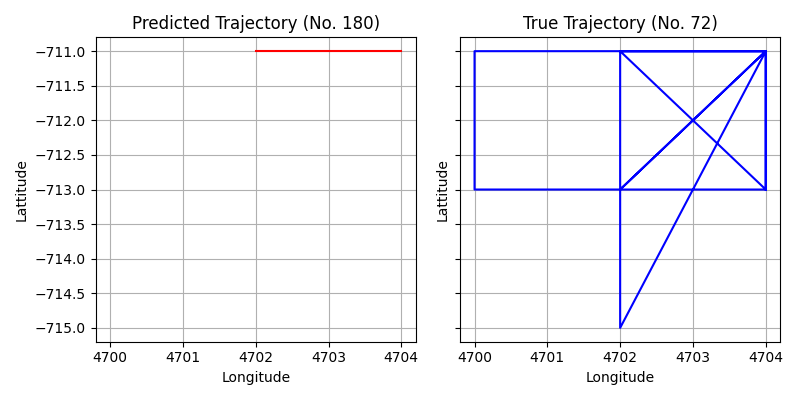 Predicted Trajectory (No. 180)
True Trajectory (No. 72)
−711.0
−711.5
−712.0
−712.5
−713.0
−713.5
−714.0
−714.5
−715.0
Lattitude
Lattitude
4700 4701 4702 4703 4704
4700 4701 4702 4703 4704
Longitude
Longitude